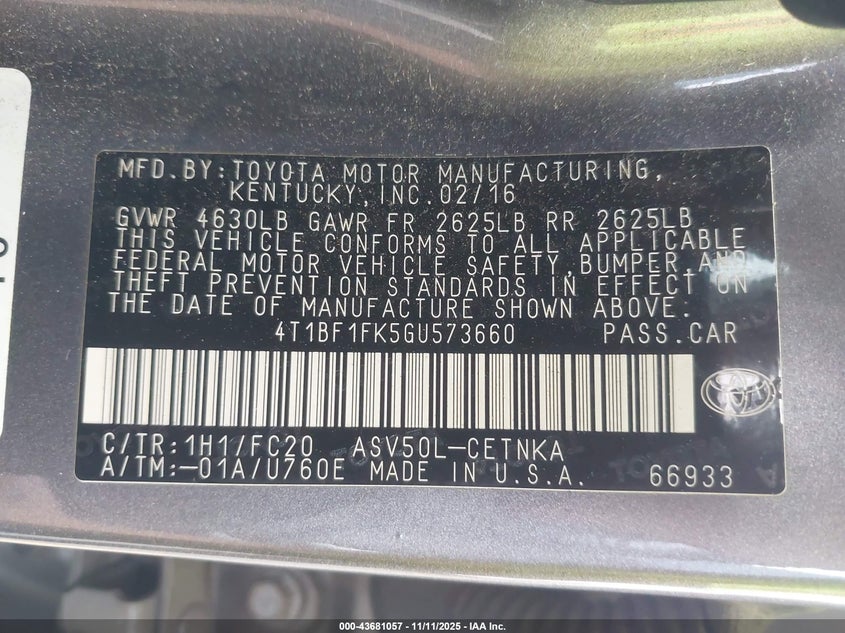 MFD.BY:TOYOTA MOTOR MANUFACTURING,
KENTUCKY,INC.02/16
GVWR 4630LB GAWR FR 2625LB RR 2625LB
THIS VEHICLE CONFORMS TO ALL APPLICABLE
FEDERAL MOTOR VEHICLE SAFETY,BUMPER,AND
THEFT PREVENTION STANDARDS IN EFFECT ON
THE DATE OF MANUFACTURE SHOWN ABOVE.
4T1BF1FK5GU573660 PASS.CAR
C/TR:1H1/FC20 ASV50L-CETNKA
A/TM:-01A/U760E MADE IN U.S.A. 66933
000-43681057 - 11/11/2025 - IAA Inc.